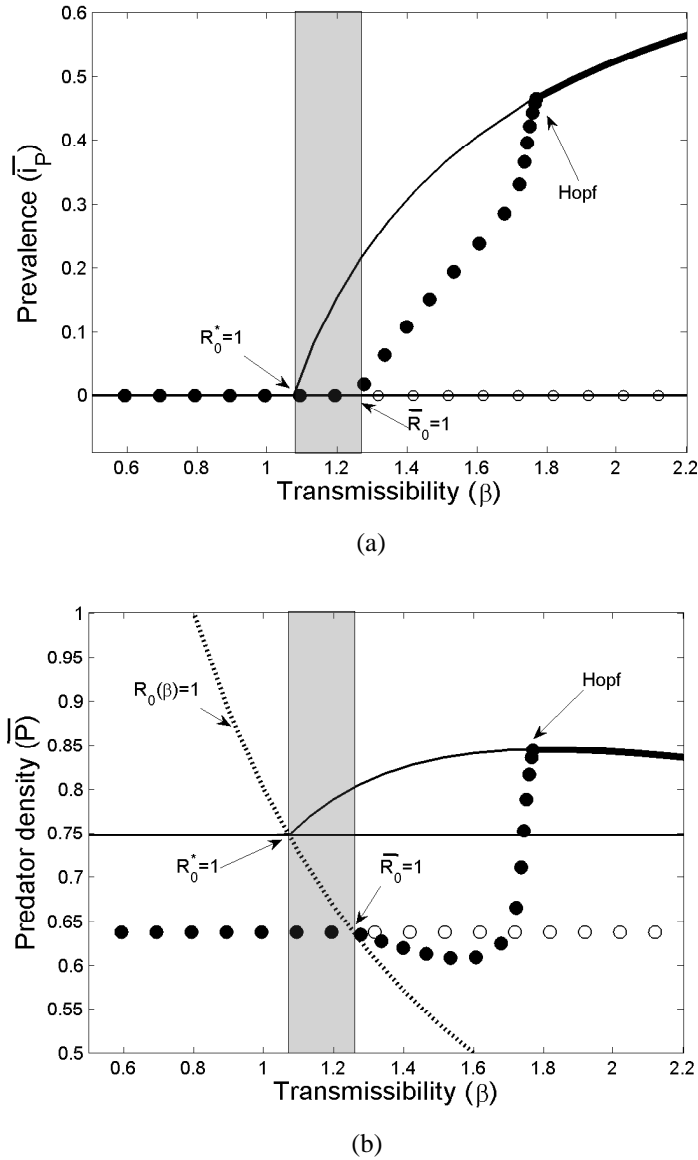 0.6
0.5
0.4
0.3
0.2
0.1
0
Prevalence (i̅_P)
Hopf
R₀*=1
R̅₀=1
0.6 0.8 1 1.2 1.4 1.6 1.8 2 2.2
Transmissibility (β)
(a)
1
0.95
0.9
0.85
0.8
0.75
0.7
0.65
0.6
0.55
0.5
Predator density (P̅)
R₀(β)=1
Hopf
R₀*=1
R̅₀=1
0.6 0.8 1 1.2 1.4 1.6 1.8 2 2.2
Transmissibility (β)
(b)